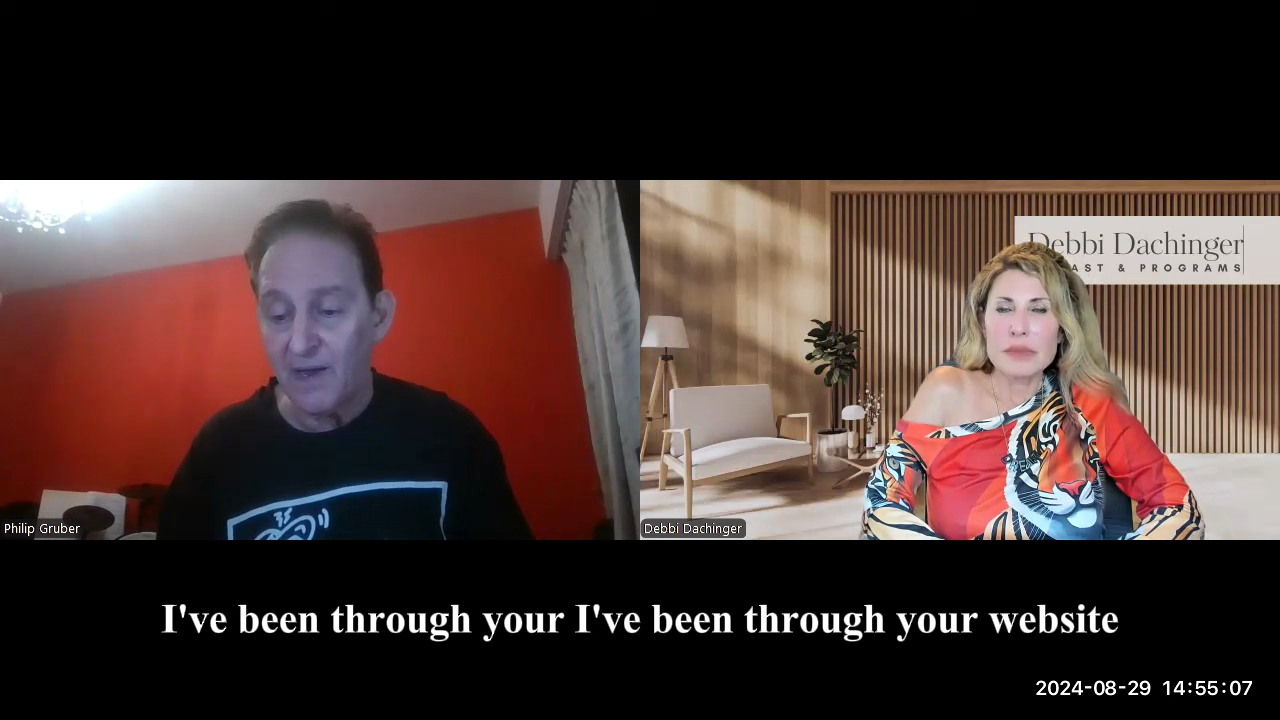 Debbi Dachinger
AST & PROGRAMS
Philip Gruber
Debbi Dachinger
I've been through your I've been through your website
2024-08-29 14:55:07